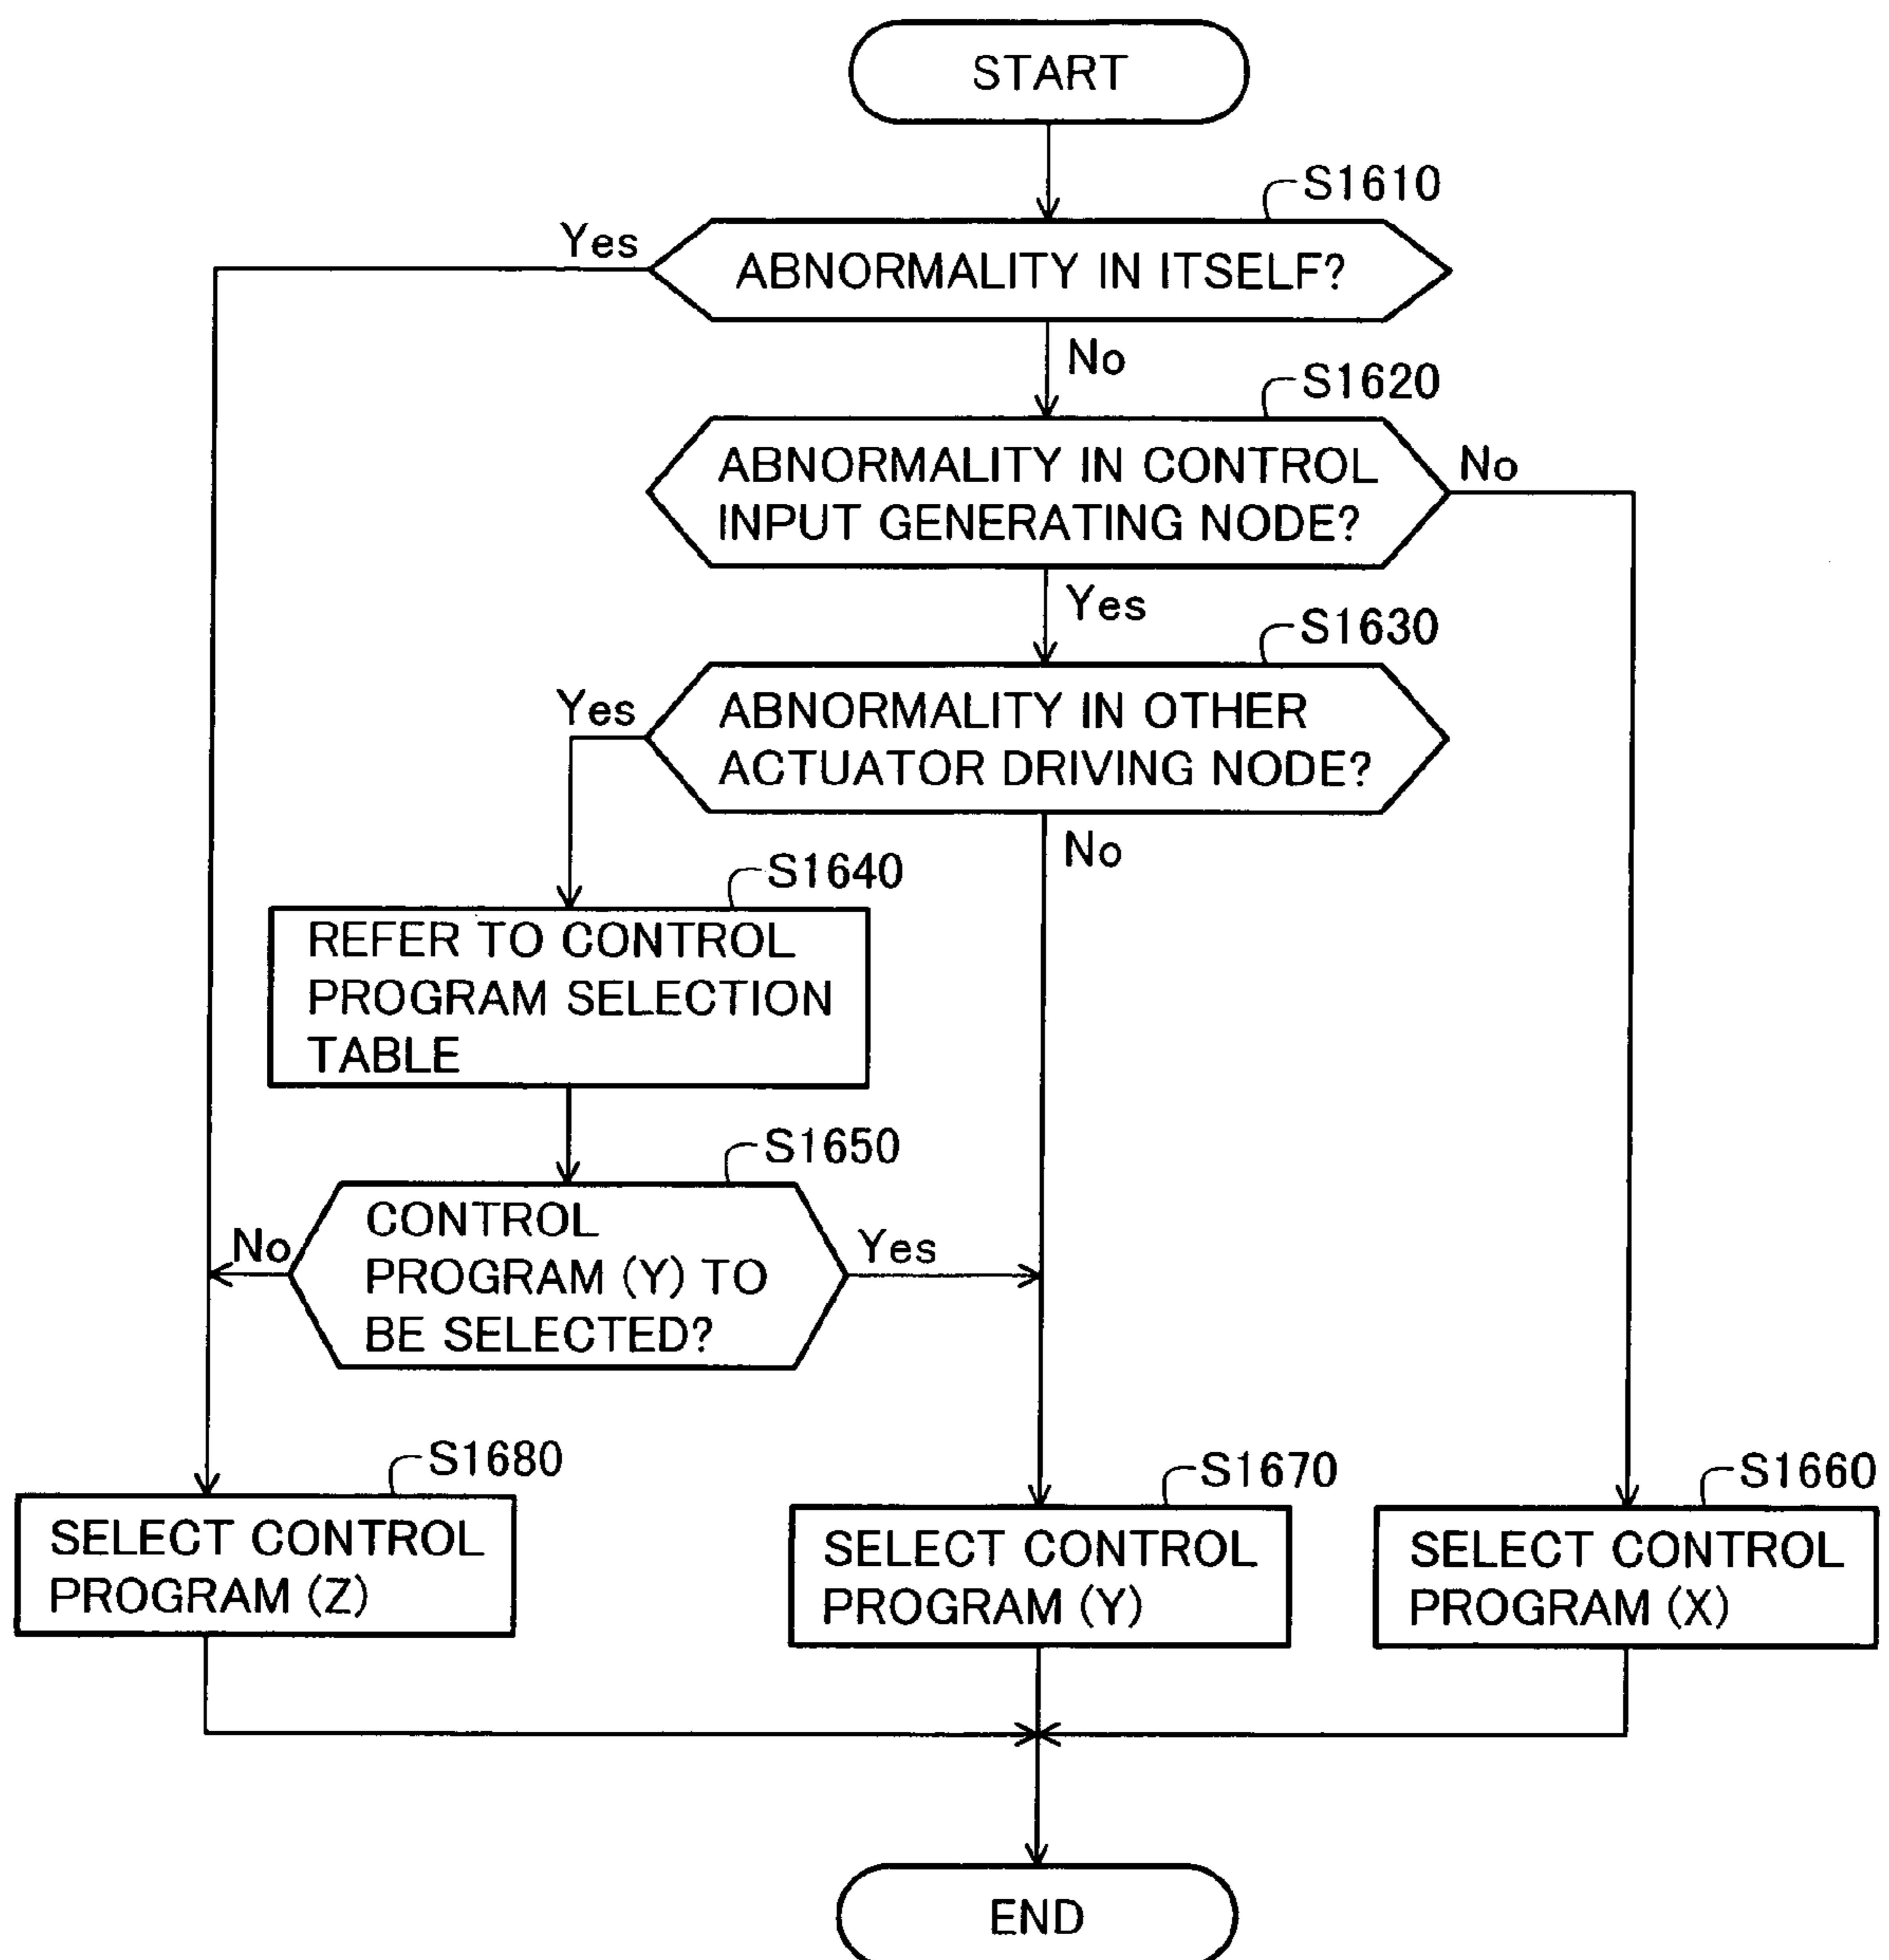 START
S1610
Yes
ABNORMALITY IN ITSELF?
No
S1620
ABNORMALITY IN CONTROL
INPUT GENERATING NODE?
No
Yes
S1630
Yes
ABNORMALITY IN OTHER
ACTUATOR DRIVING NODE?
No
S1640
REFER TO CONTROL
PROGRAM SELECTION
TABLE
S1650
No
CONTROL
PROGRAM (Y) TO
BE SELECTED?
Yes
S1680
SELECT CONTROL
PROGRAM (Z)
S1670
SELECT CONTROL
PROGRAM (Y)
S1660
SELECT CONTROL
PROGRAM (X)
END